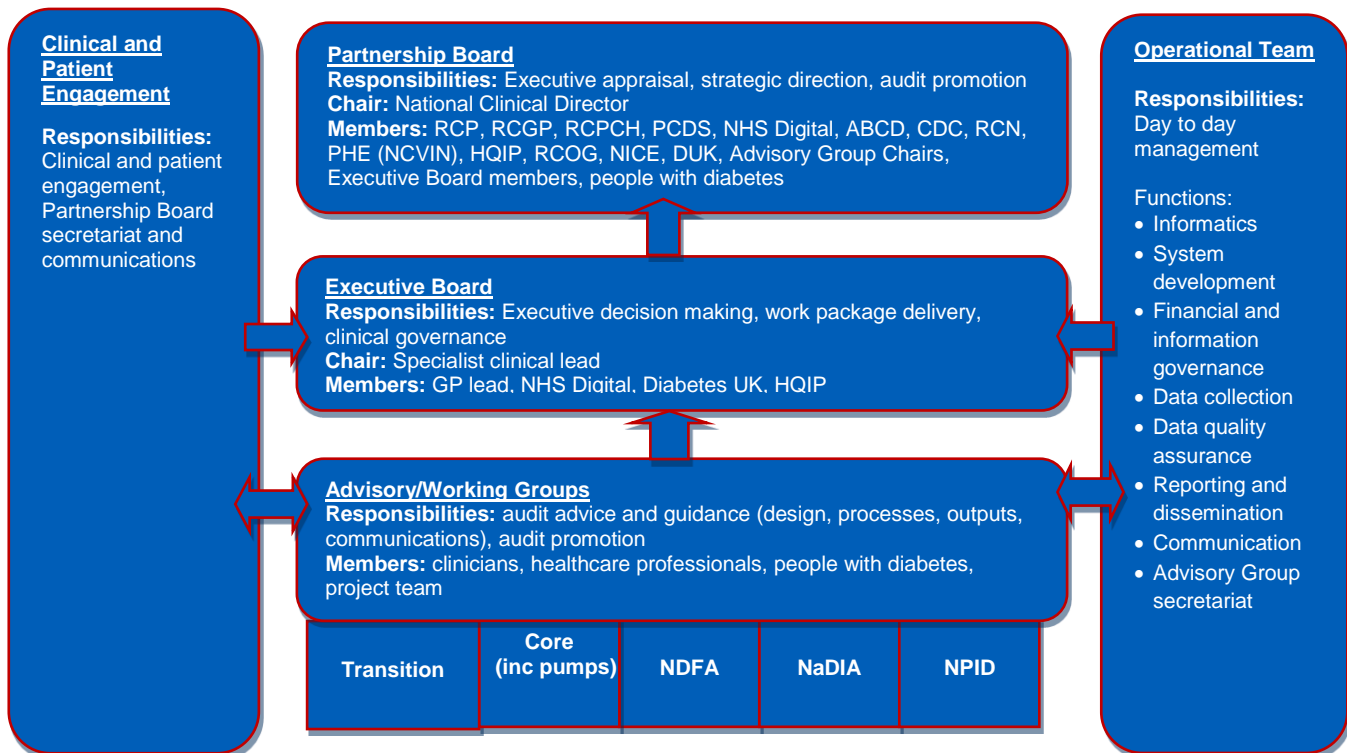 Clinical and
Patient
Engagement
Responsibilities:
Clinical and patient
engagement,
Partnership Board
secretariat and
communications
Partnership Board
Responsibilities: Executive appraisal, strategic direction, audit promotion
Chair: National Clinical Director
Members: RCP, RCGP, RCPCH, PCDS, NHS Digital, ABCD, CDC, RCN,
PHE (NCVIN), HQIP, RCOG, NICE, DUK, Advisory Group Chairs,
Executive Board members, people with diabetes
Executive Board
Responsibilities: Executive decision making, work package delivery,
clinical governance
Chair: Specialist clinical lead
Members: GP lead, NHS Digital, Diabetes UK, HQIP
Advisory/Working Groups
Responsibilities: audit advice and guidance (design, processes, outputs,
communications), audit promotion
Members: clinicians, healthcare professionals, people with diabetes,
project team
Transition
Core
(inc pumps)
NDFA
NaDIA
NPID
Operational Team
Responsibilities:
Day to day
management
Functions:
• Informatics
• System
development
• Financial and
information
governance
• Data collection
• Data quality
assurance
• Reporting and
dissemination
• Communication
• Advisory Group
secretariat